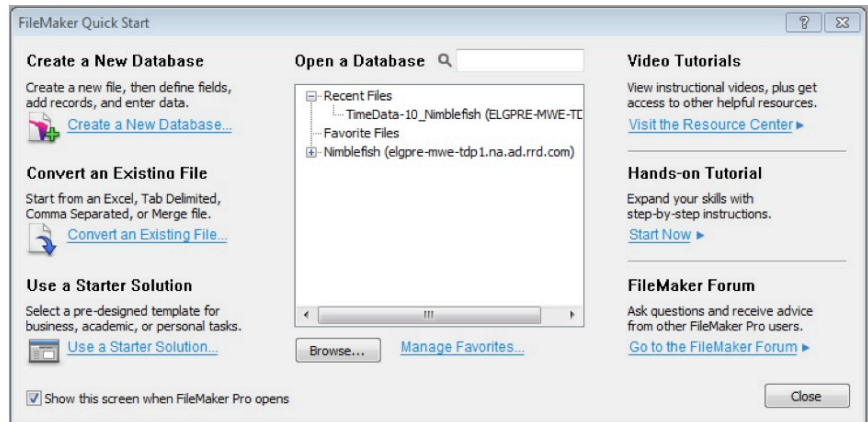 FileMaker Quick Start
Create a New Database
Create a new file, then define fields,
add records, and enter data.
Create a New Database...
Convert an Existing File
Start from an Excel, Tab Delimited,
Comma Separated, or Merge file.
Convert an Existing File...
Use a Starter Solution
Select a pre-designed template for
business, academic, or personal tasks.
Use a Starter Solution...
Show this screen when FileMaker Pro opens
Open a Database
Recent Files
TimeData-10_Nimblefish (ELGPRE-MWE-TD
Favorite Files
Nimblefish (elgpre-mwe-tdp1.na.ad.rrd.com)
Browse...
Manage Favorites...
Video Tutorials
View instructional videos, plus get
access to other helpful resources.
Visit the Resource Center
Hands-on Tutorial
Expand your skills with
step-by-step instructions.
Start Now
FileMaker Forum
Ask questions and receive advice
from other FileMaker Pro users.
Go to the FileMaker Forum
Close